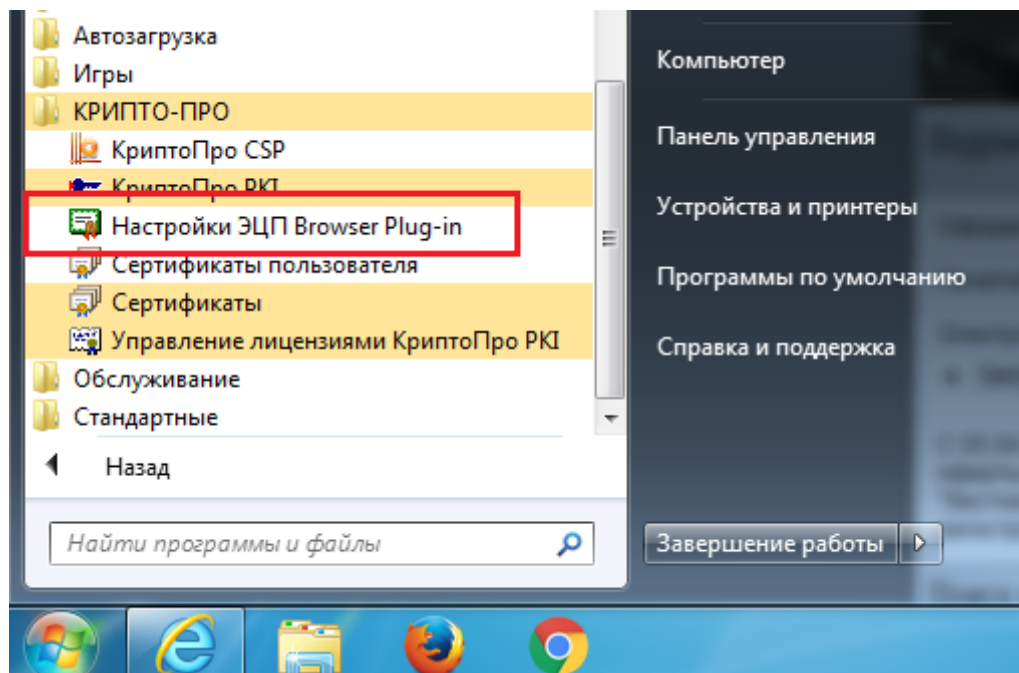 Автозагрузка
Игры
КРИПТО-ПРО
КриптоПро CSP
КриптоПро PKI
Настройки ЭЦП Browser Plug-in
Сертификаты пользователя
Сертификаты
Управление лицензиями КриптоПро PKI
Обслуживание
Стандартные
Назад
Найти программы и файлы
Компьютер
Панель управления
Устройства и принтеры
Программы по умолчанию
Справка и поддержка
Завершение работы